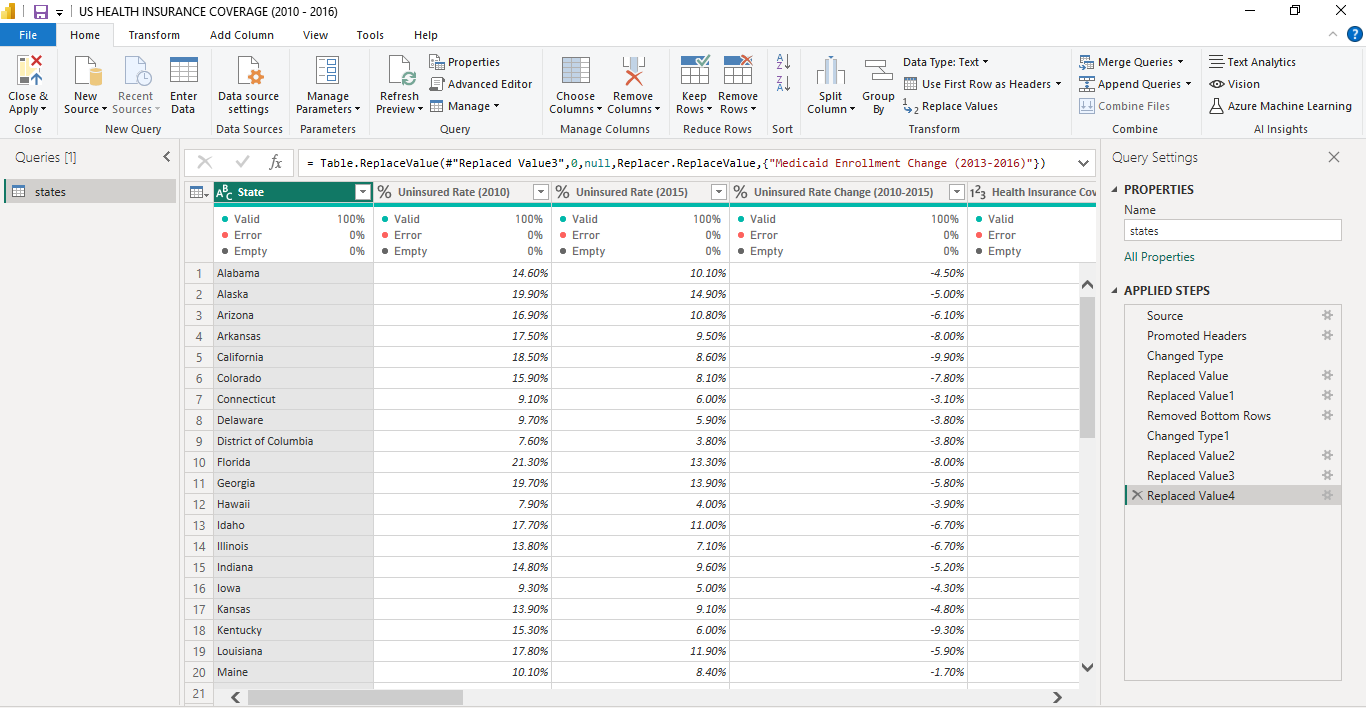 US HEALTH INSURANCE COVERAGE (2010 - 2016)
File Home Transform Add Column View Tools Help
Close & Apply
Close
New Source
Recent Sources
Enter Data
New Query
Data source settings
Data Sources
Manage Parameters
Parameters
Refresh Preview
Properties
Advanced Editor
Manage
Query
Choose Columns
Remove Columns
Manage Columns
Keep Rows
Remove Rows
Reduce Rows
A Z
Z A
Sort
Split Column
Group By
Data Type: Text
Use First Row as Headers
1 2 Replace Values
Transform
Merge Queries
Append Queries
Combine Files
Combine
Text Analytics
Vision
Azure Machine Learning
AI Insights
?
Queries [1]
states
fx = Table.ReplaceValue(#"Replaced Value3",0,null,Replacer.ReplaceValue,{"Medicaid Enrollment Change (2013-2016)"})
ABC State % Uninsured Rate (2010) % Uninsured Rate (2015) % Uninsured Rate Change (2010-2015) 123 Health Insurance Cov
Valid 100% Valid 100% Valid 100% Valid 100% Valid
Error 0% Error 0% Error 0% Error 0% Error
Empty 0% Empty 0% Empty 0% Empty 0% Empty
1 Alabama 14.60% 10.10% -4.50%
2 Alaska 19.90% 14.90% -5.00%
3 Arizona 16.90% 10.80% -6.10%
4 Arkansas 17.50% 9.50% -8.00%
5 California 18.50% 8.60% -9.90%
6 Colorado 15.90% 8.10% -7.80%
7 Connecticut 9.10% 6.00% -3.10%
8 Delaware 9.70% 5.90% -3.80%
9 District of Columbia 7.60% 3.80% -3.80%
10 Florida 21.30% 13.30% -8.00%
11 Georgia 19.70% 13.90% -5.80%
12 Hawaii 7.90% 4.00% -3.90%
13 Idaho 17.70% 11.00% -6.70%
14 Illinois 13.80% 7.10% -6.70%
15 Indiana 14.80% 9.60% -5.20%
16 Iowa 9.30% 5.00% -4.30%
17 Kansas 13.90% 9.10% -4.80%
18 Kentucky 15.30% 6.00% -9.30%
19 Louisiana 17.80% 11.90% -5.90%
20 Maine 10.10% 8.40% -1.70%
21
Query Settings
PROPERTIES
Name
states
All Properties
APPLIED STEPS
Source
Promoted Headers
Changed Type
Replaced Value
Replaced Value1
Removed Bottom Rows
Changed Type1
Replaced Value2
Replaced Value3
Replaced Value4